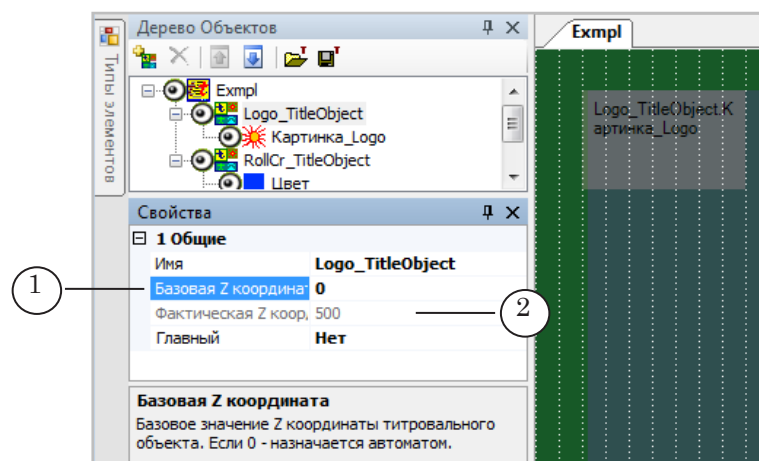 Дерево Объектов
Exmpl
Типы элементов
Exmpl
Logo_TitleObject
Картинка_Logo
RollCr_TitleObject
Цвет
Logo_TitleObject.К
артинка_Logo
Свойства
1 Общие
Имя Logo_TitleObject
1
Базовая Z координат 0
Фактическая Z коор, 500
2
Главный Нет
Базовая Z координата
Базовое значение Z координаты титровального
объекта. Если 0 - назначается автоматом.